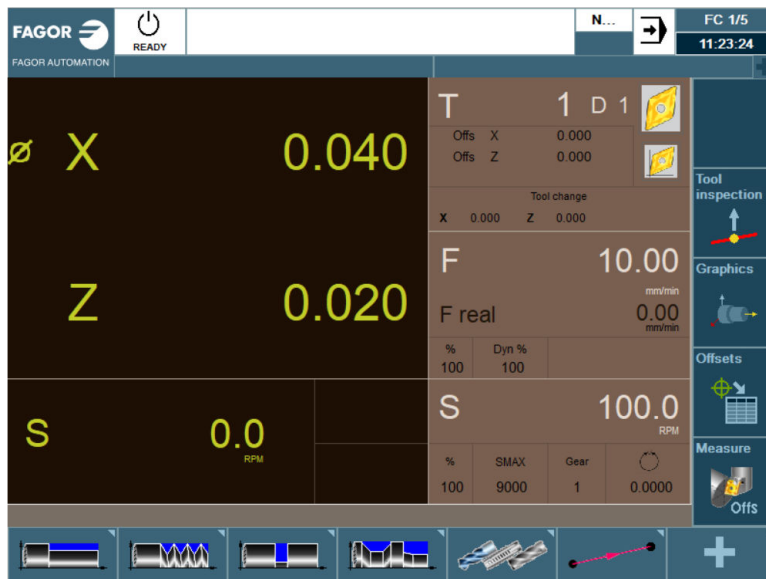 FAGOR
READY
N...
FC 1/5
11:23:24
FAGOR AUTOMATION
Ø X 0.040
Z 0.020
S 0.0
RPM
T 1 D 1
Offs X 0.000
Offs Z 0.000
Tool change
X 0.000 Z 0.000
F 10.00
mm/min
F real 0.00
mm/min
% Dyn %
100 100
S 100.0
RPM
% SMAX Gear
100 9000 1 0.0000
Tool
inspection
Graphics
Offsets
Measure
Offs